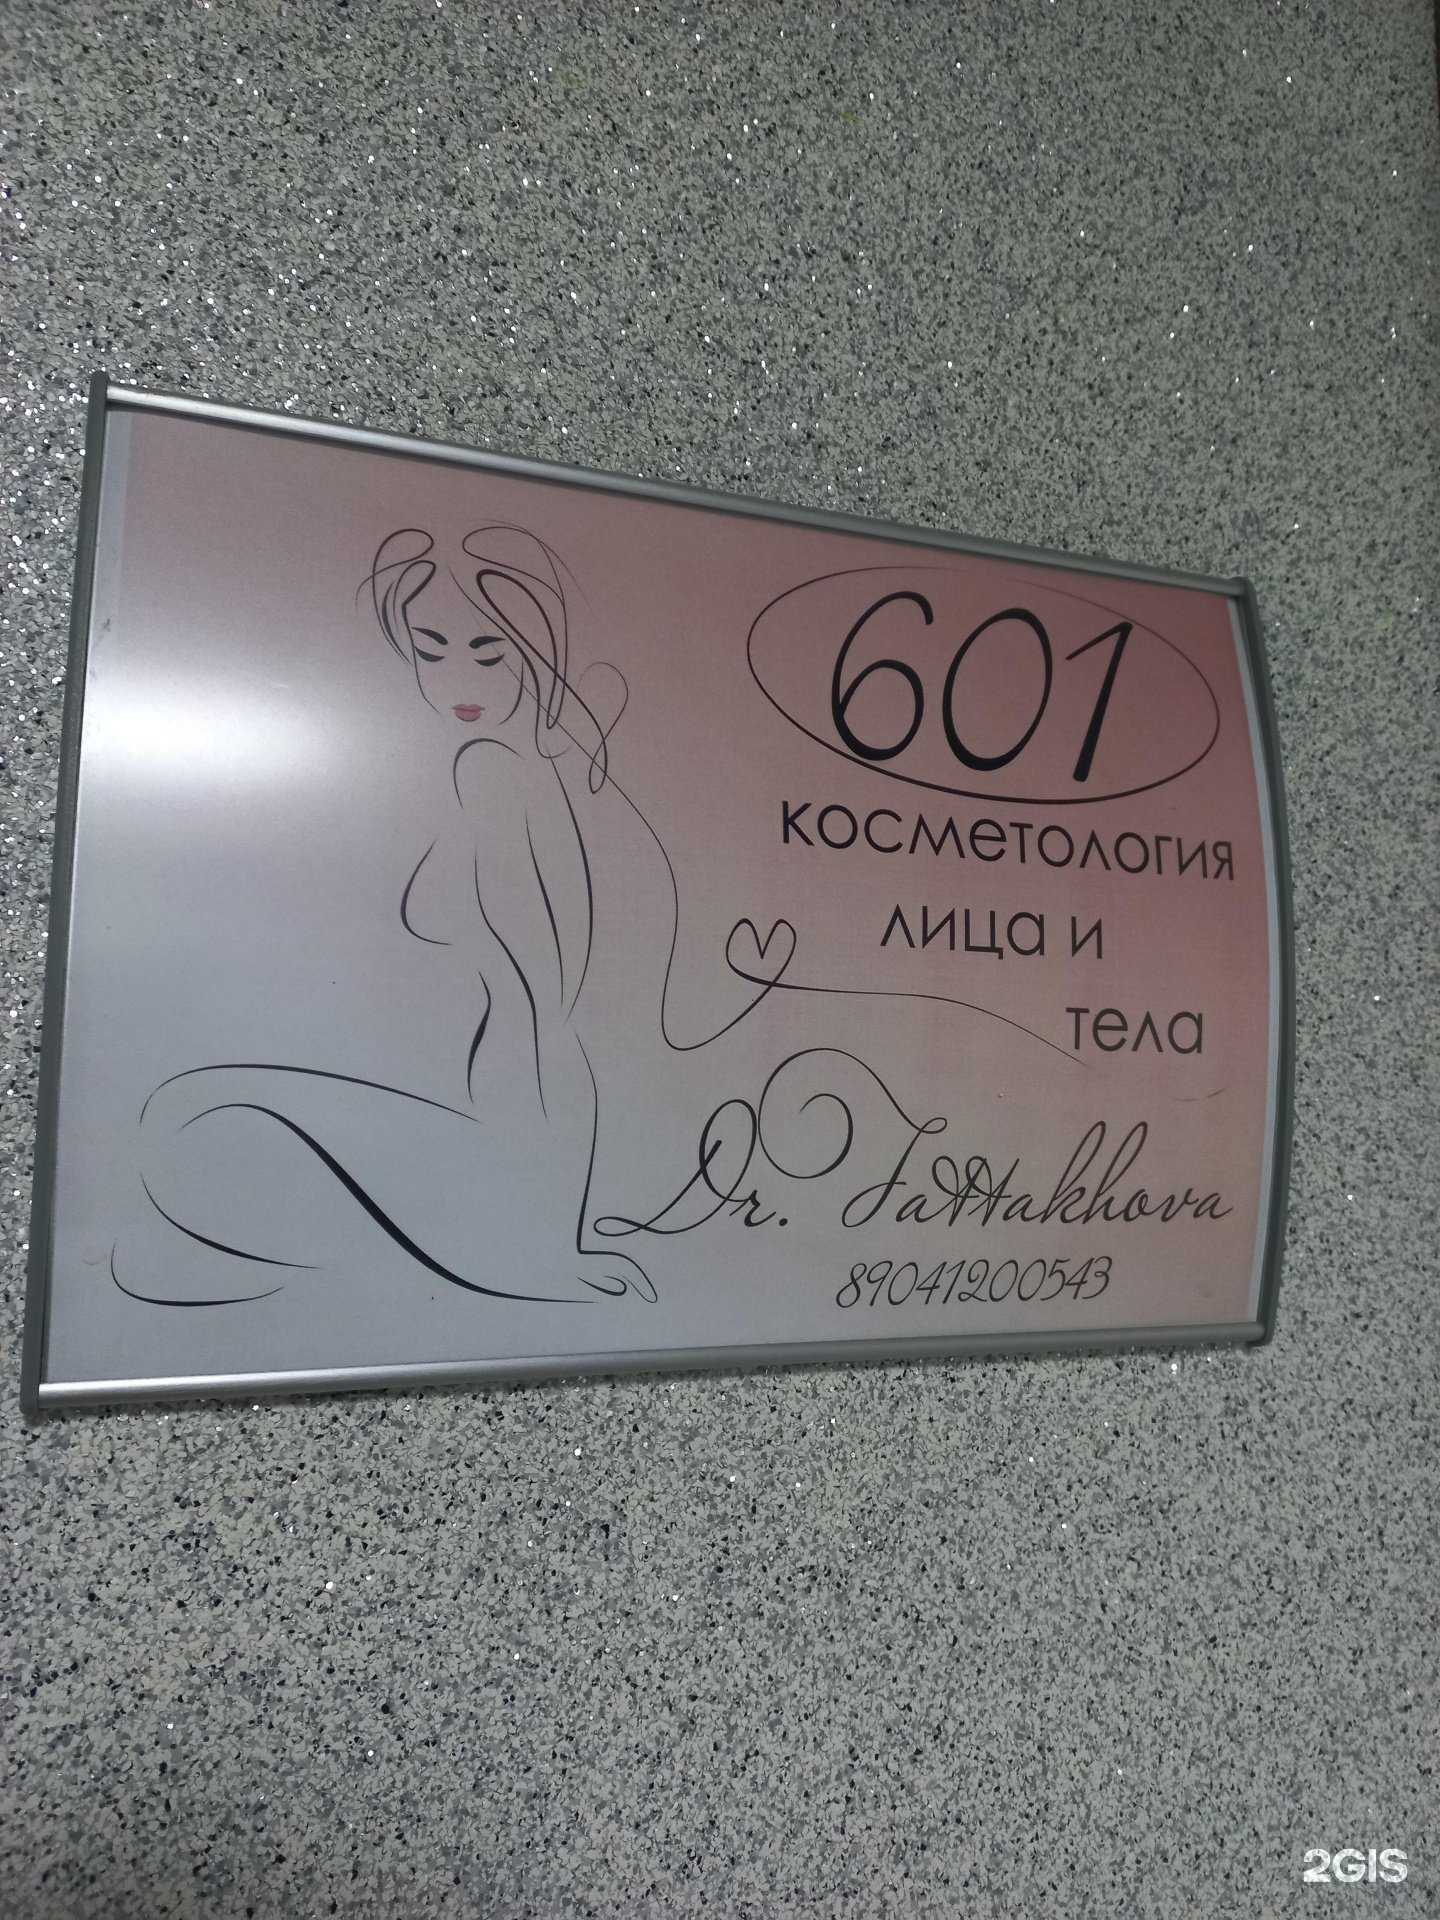 601
косметология
лица и
тела
Dr. Fattakhova
89041200543
2GIS